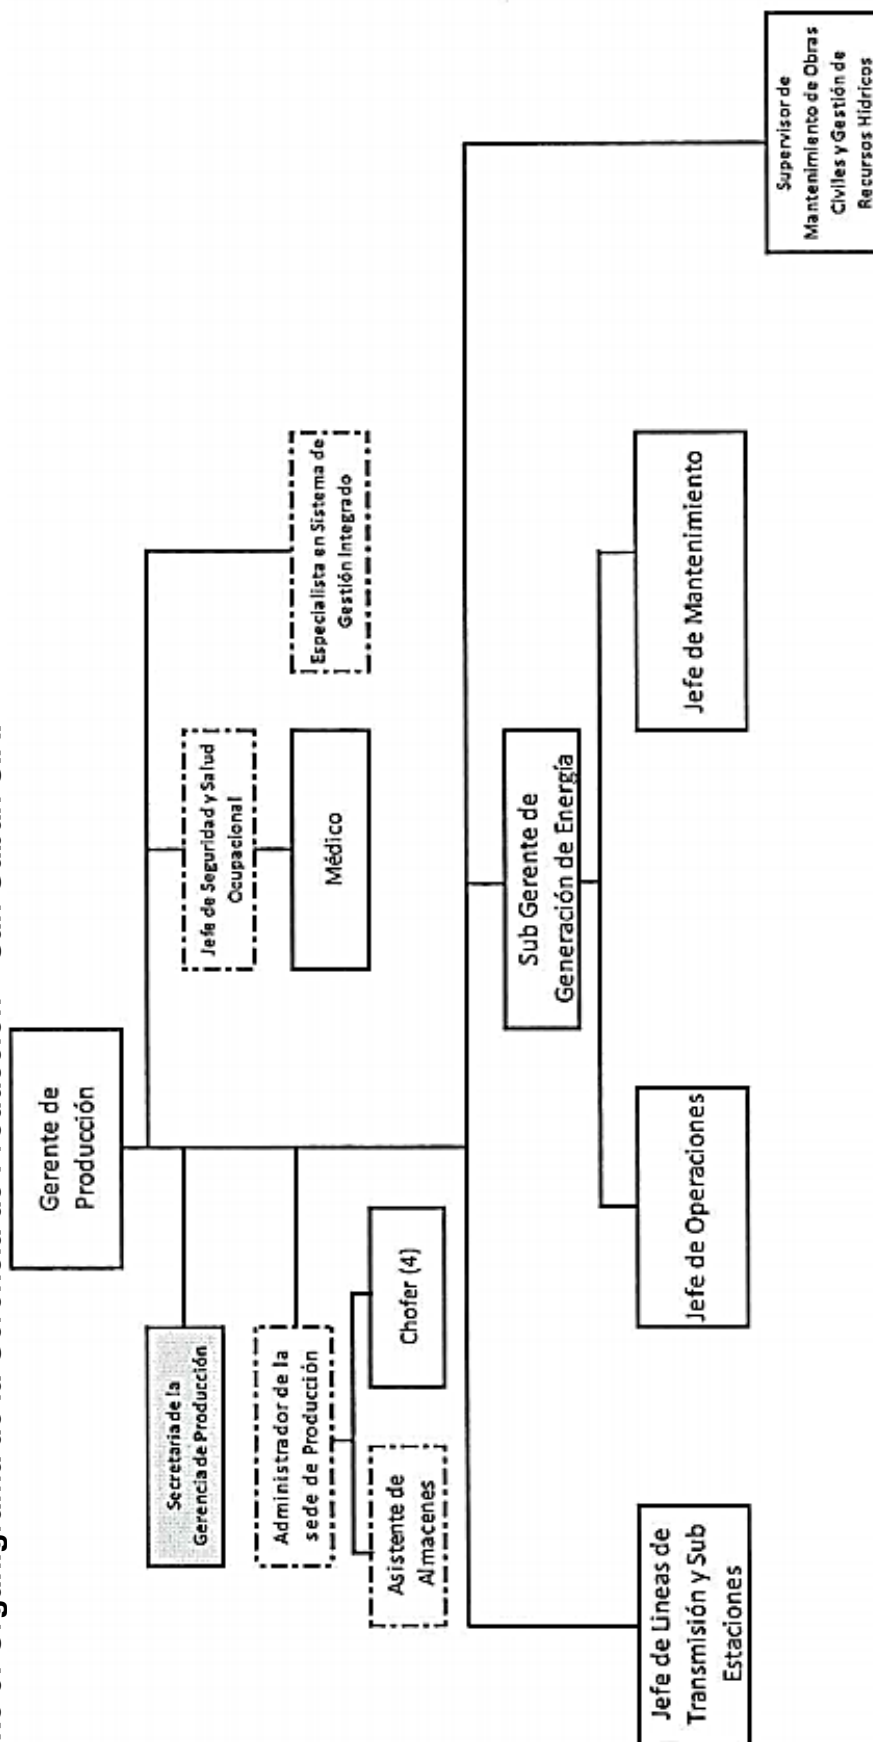 Gerente de
Producción
Secretaria de la
Gerencia de Producción
Jefe de Seguridad y Salud
Ocupacional
Administrador de la
sede de Producción
Médico
Especialista en Sistema de
Gestión Integrado
Asistente de
Almacenes
Chofer (4)
Sub Gerente de
Generación de Energía
Jefe de Lineas de
Transmisión y Sub
Estaciones
Jefe de Operaciones
Jefe de Mantenimiento
Supervisor de
Mantenimiento de Obras
Civiles y Gestión de
Recursos Hídricos